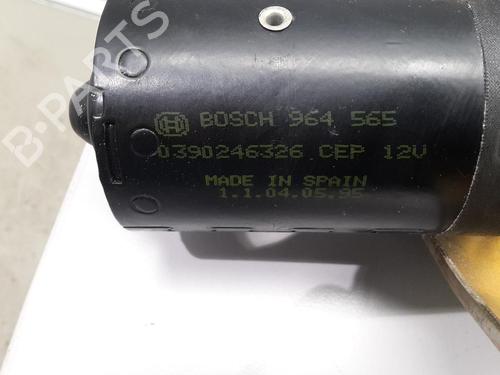 B-PARTS
BOSCH 964 565
0390246326 CEP 12V
MADE IN SPAIN
1.1.04.05.95